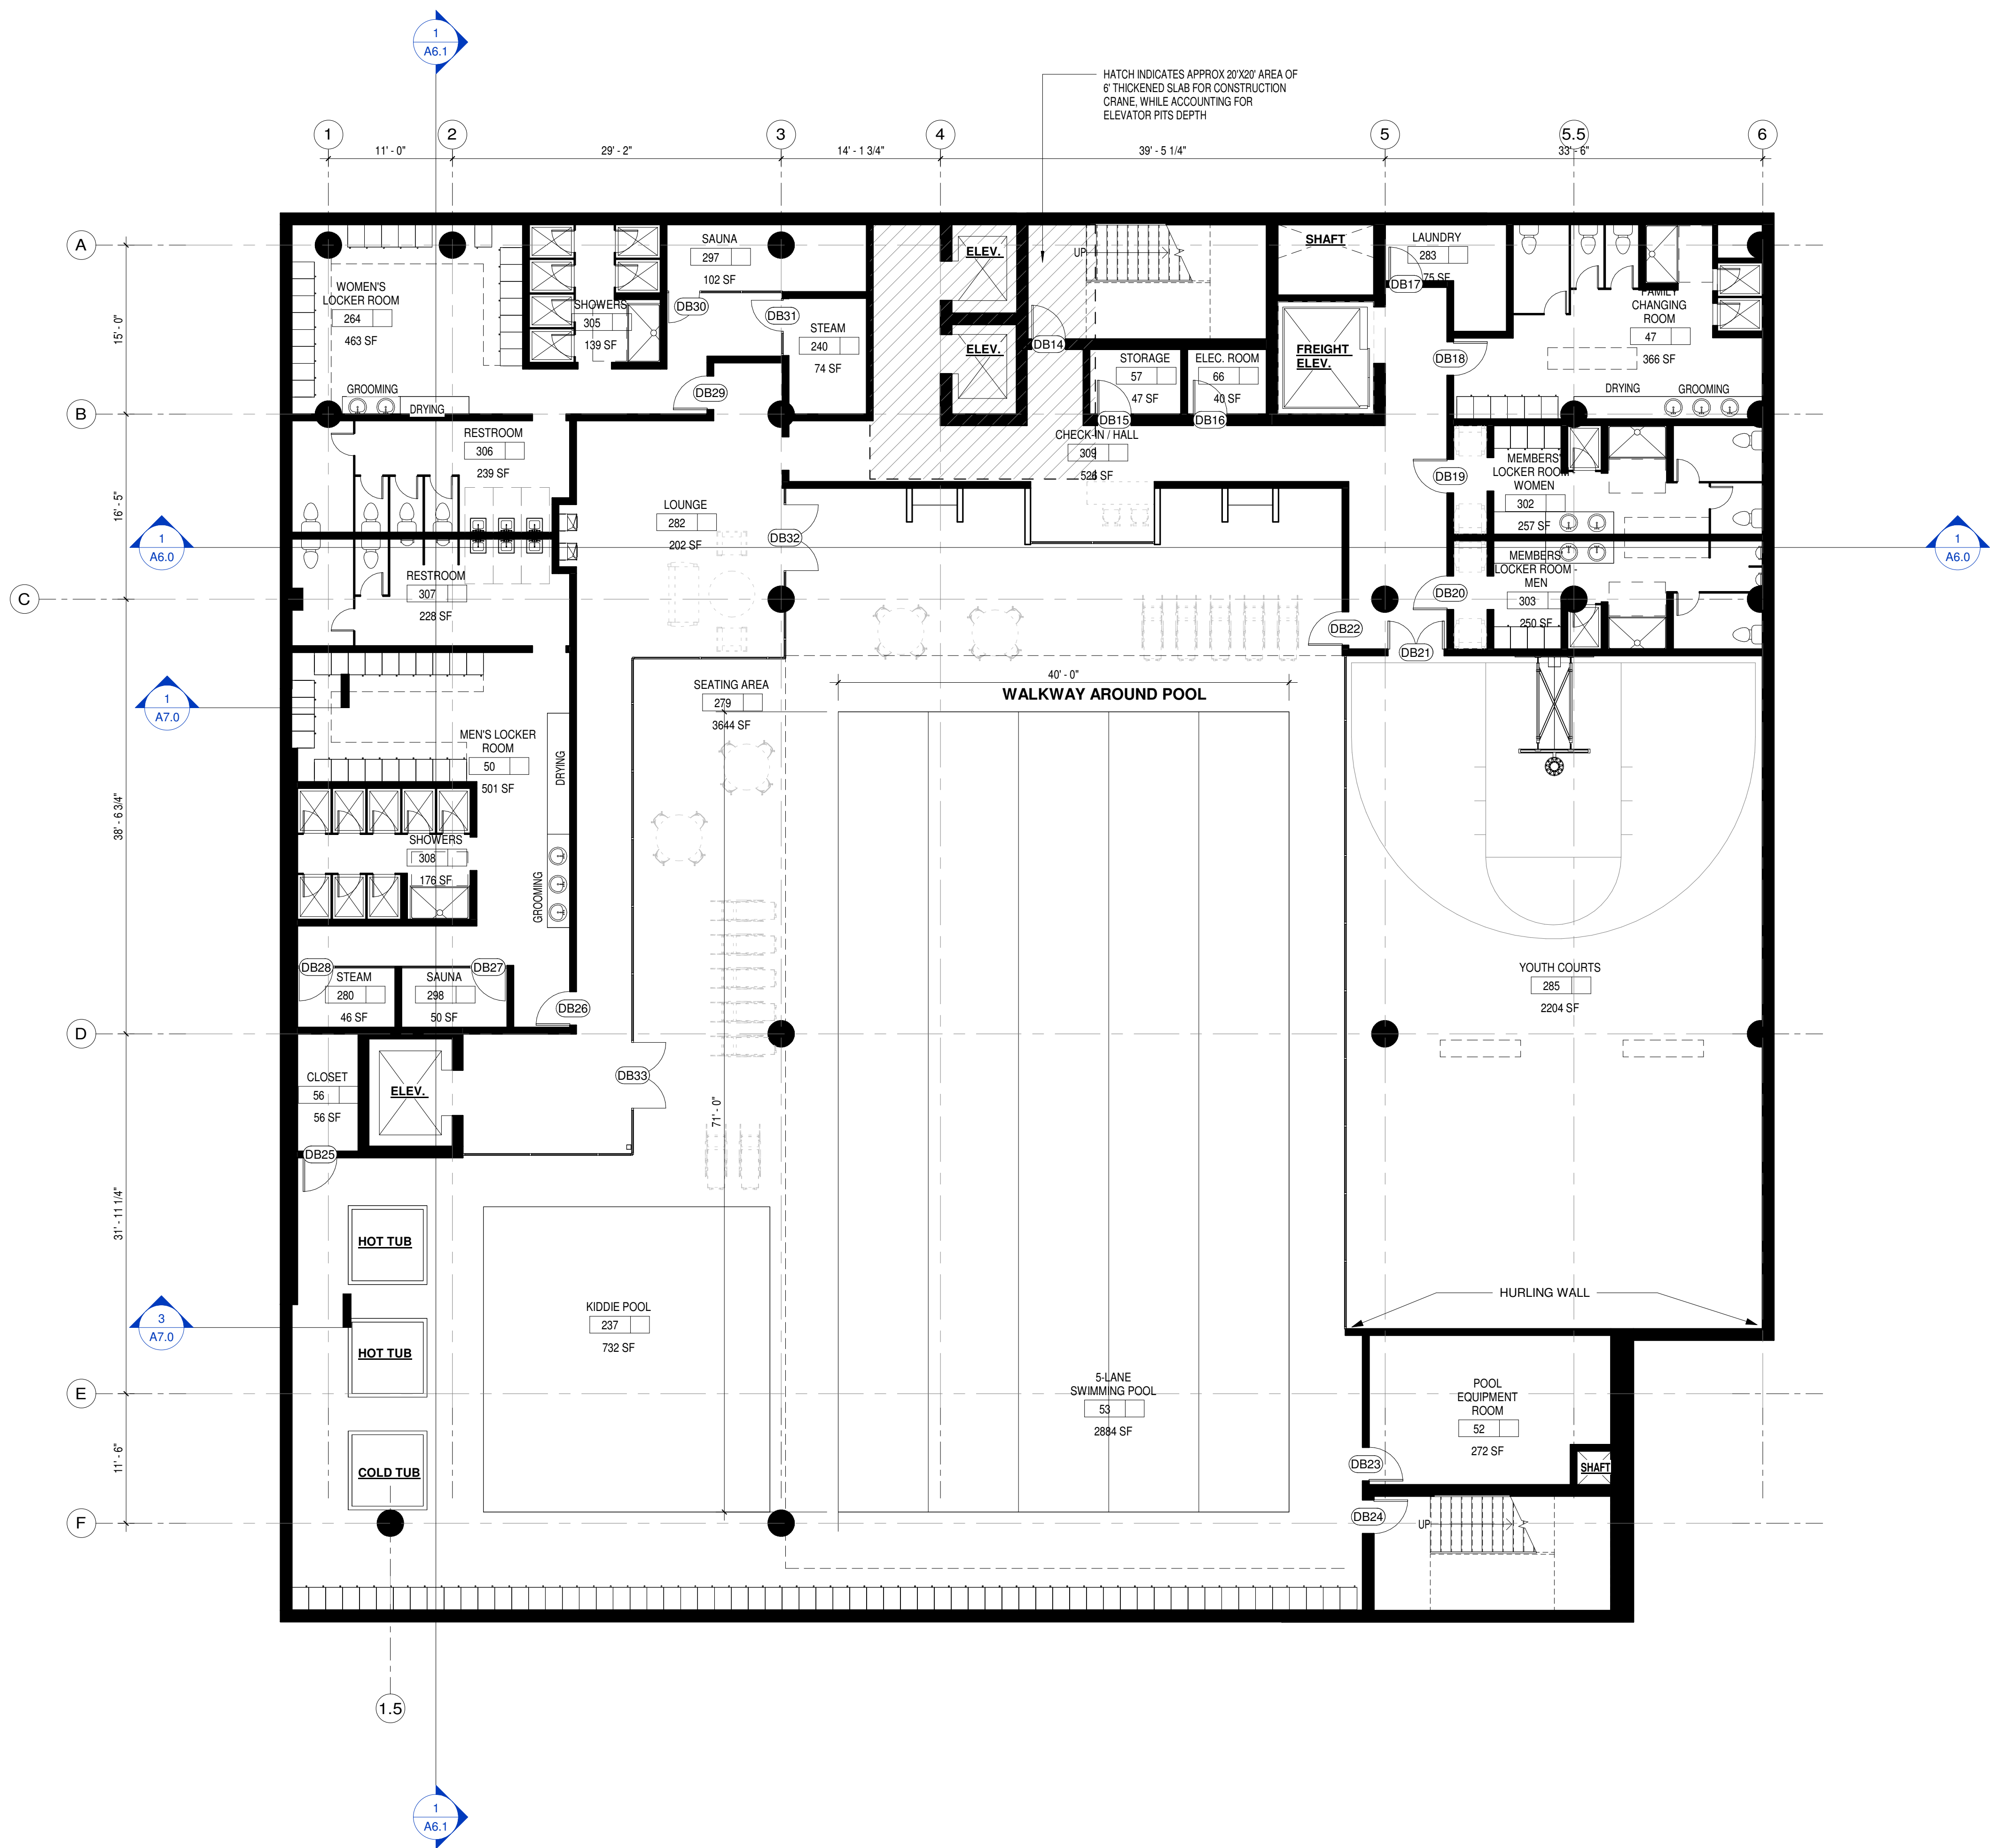 1
A6.1
HATCH INDICATES APPROX 20'X20' AREA OF
6' THICKENED SLAB FOR CONSTRUCTION
CRANE, WHILE ACCOUNTING FOR
ELEVATOR PITS DEPTH
1
2
3
4
5
5.5
6
11' - 0"
29' - 2"
14' - 1 3/4"
39' - 5 1/4"
33' - 6"
A
B
C
D
E
F
15' - 0"
16' - 5"
38' - 6 3/4"
31' - 11 1/4"
11' - 6"
WOMEN'S
LOCKER ROOM
264
463 SF
GROOMING
DRYING
SHOWERS
305
139 SF
SAUNA
297
102 SF
DB30
DB31
STEAM
240
74 SF
DB29
ELEV.
ELEV.
UP
DB14
STORAGE
57
47 SF
DB15
ELEC. ROOM
66
40 SF
DB16
SHAFT
FREIGHT
ELEV.
LAUNDRY
283
75 SF
DB17
DB18
FAMILY
CHANGING
ROOM
47
366 SF
DRYING
GROOMING
RESTROOM
306
239 SF
CHECK-IN / HALL
309
526 SF
DB19
MEMBERS'
LOCKER ROOM -
WOMEN
302
257 SF
LOUNGE
282
202 SF
DB32
1
A6.0
1
A6.0
RESTROOM
307
228 SF
DB20
MEMBERS'
LOCKER ROOM -
MEN
303
250 SF
DB22
DB21
1
A7.0
SEATING AREA
279
3644 SF
40' - 0"
WALKWAY AROUND POOL
MEN'S LOCKER
ROOM
50
501 SF
DRYING
GROOMING
SHOWERS
308
176 SF
DB28
STEAM
280
46 SF
SAUNA
298
50 SF
DB27
DB26
YOUTH COURTS
285
2204 SF
CLOSET
56
56 SF
ELEV.
DB33
DB25
71' - 0"
HOT TUB
HOT TUB
COLD TUB
3
A7.0
KIDDIE POOL
237
732 SF
HURLING WALL
5-LANE
SWIMMING POOL
53
2884 SF
POOL
EQUIPMENT
ROOM
52
272 SF
SHAFT
DB23
DB24
UP
1.5
1
A6.1